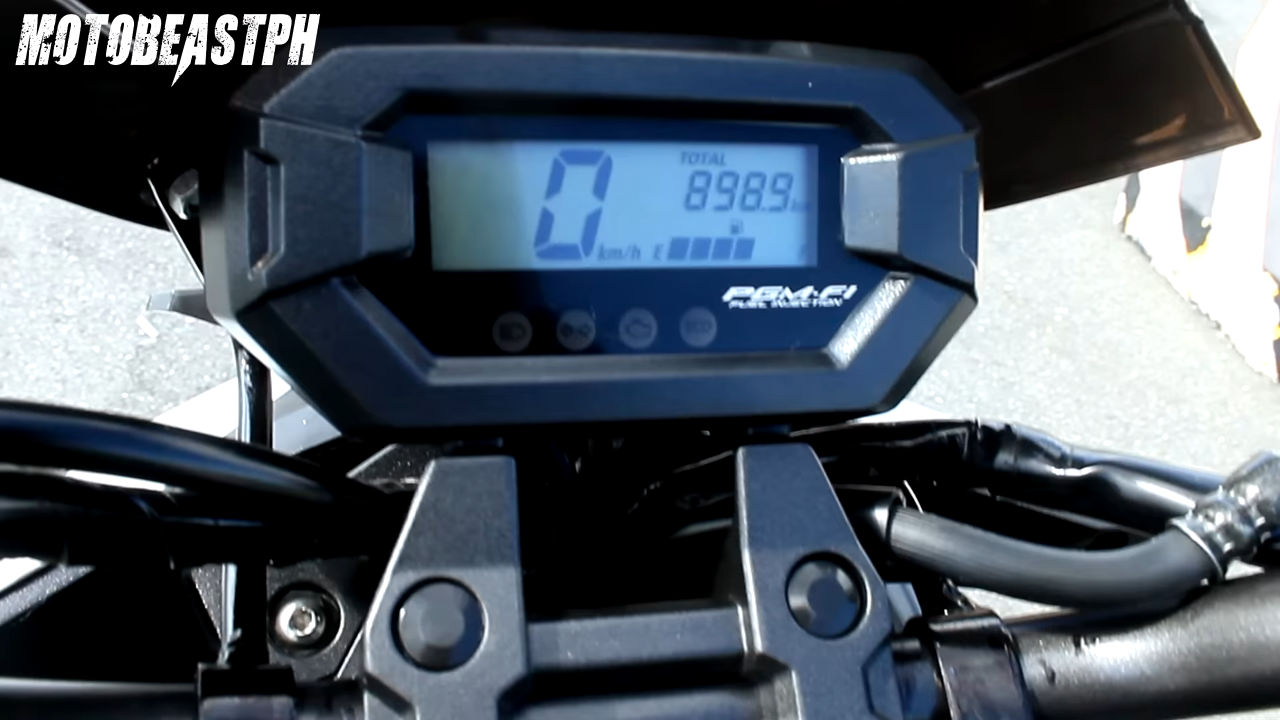 MOTOBEASTPH
TOTAL
0 898.9
km/h E
PGM-FI
FUEL INJECTION